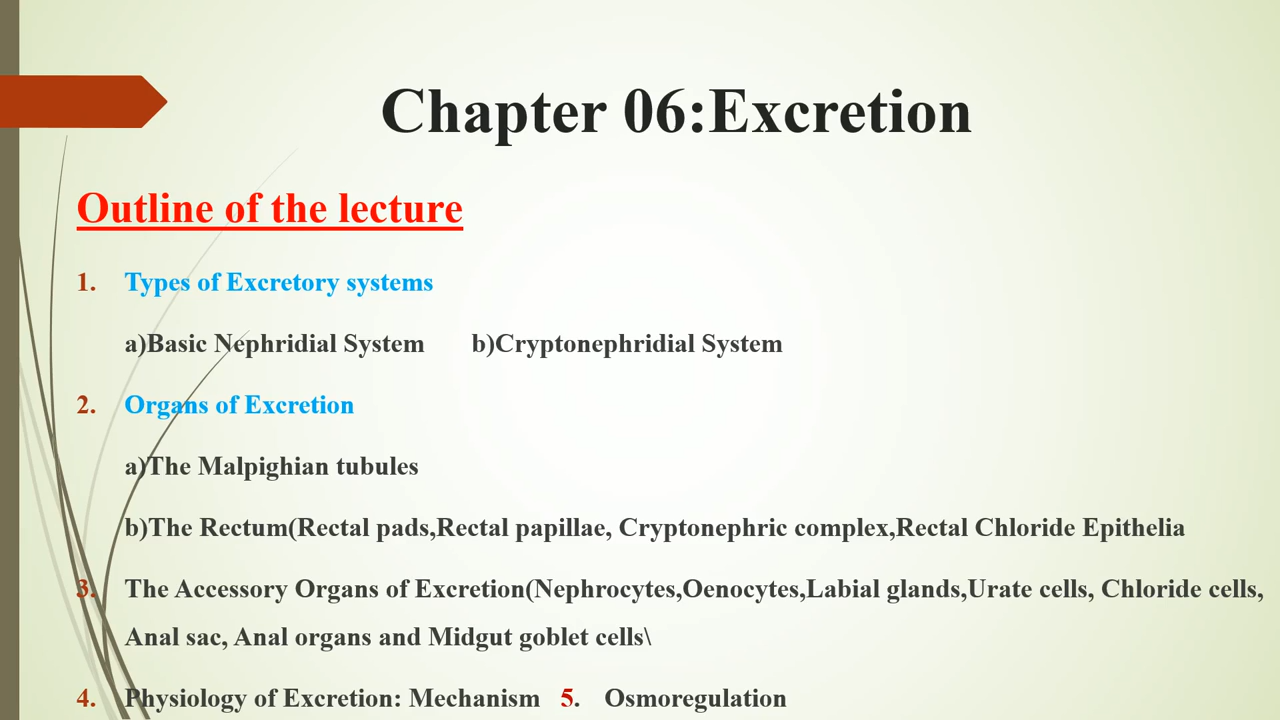 Chapter 06:Excretion
Outline of the lecture
1. Types of Excretory systems
a)Basic Nephridial System b)Cryptonephridial System
2. Organs of Excretion
a)The Malpighian tubules
b)The Rectum(Rectal pads,Rectal papillae, Cryptonephric complex,Rectal Chloride Epithelia
3. The Accessory Organs of Excretion(Nephrocytes,Oenocytes,Labial glands,Urate cells, Chloride cells,
Anal sac, Anal organs and Midgut goblet cells\
4. Physiology of Excretion: Mechanism 5. Osmoregulation